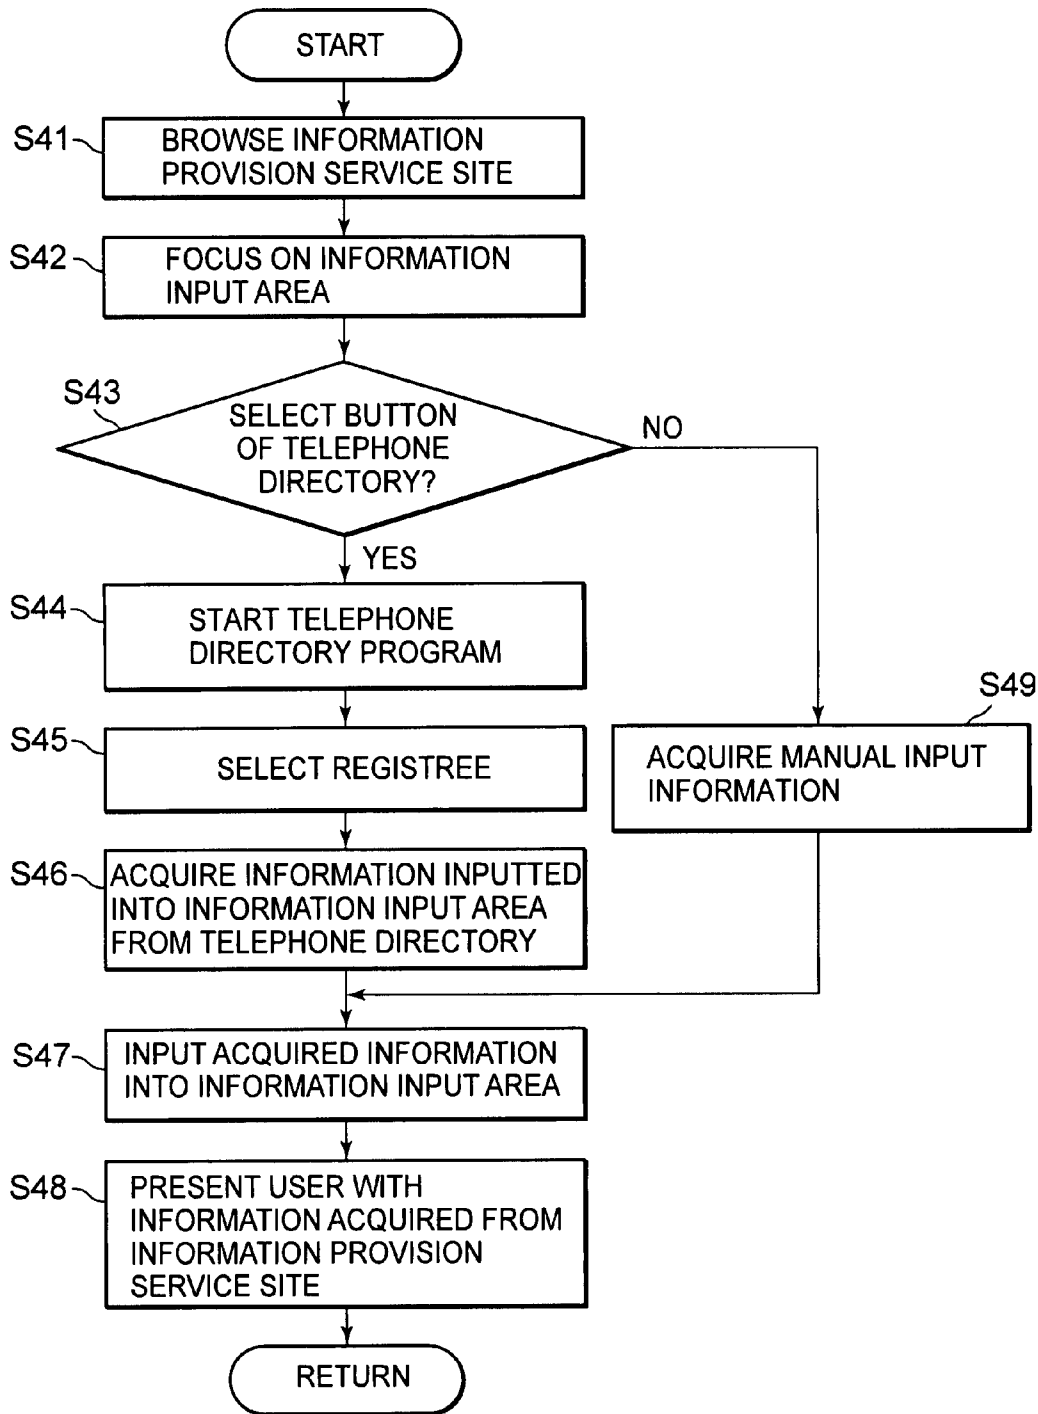 START
S41
BROWSE INFORMATION
PROVISION SERVICE SITE
S42
FOCUS ON INFORMATION
INPUT AREA
S43
SELECT BUTTON
OF TELEPHONE
DIRECTORY?
NO
YES
S44
START TELEPHONE
DIRECTORY PROGRAM
S45
SELECT REGISTREE
S49
ACQUIRE MANUAL INPUT
INFORMATION
S46
ACQUIRE INFORMATION INPUTTED
INTO INFORMATION INPUT AREA
FROM TELEPHONE DIRECTORY
S47
INPUT ACQUIRED INFORMATION
INTO INFORMATION INPUT AREA
S48
PRESENT USER WITH
INFORMATION ACQUIRED FROM
INFORMATION PROVISION
SERVICE SITE
RETURN